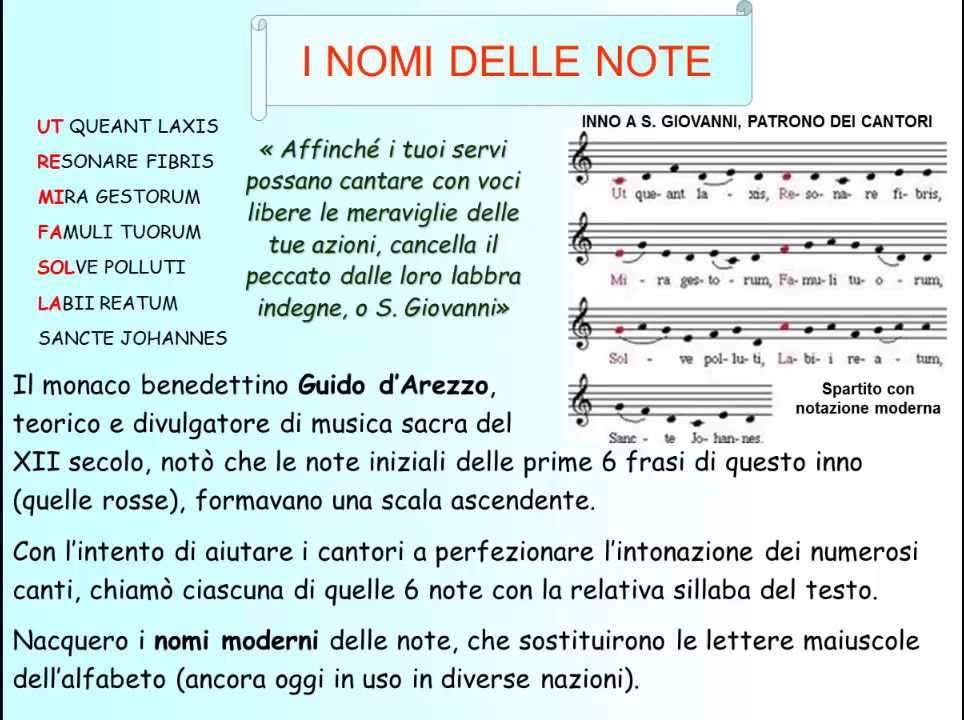 I NOMI DELLE NOTE
UT QUEANT LAXIS
RESONARE FIBRIS
MIRA GESTORUM
FAMULI TUORUM
SOLVE POLLUTI
LABII REATUM
SANCTE JOHANNES
« Affinché i tuoi servi
possano cantare con voci
libere le meraviglie delle
tue azioni, cancella il
peccato dalle loro labbra
indegne, o S. Giovanni»
INNO A S. GIOVANNI, PATRONO DEI CANTORI
Ut que- ant la - xis, Re- so- na- re fi- bris,
Mi - ra ges- to- rum, Fa- mu- li tu- o - rum,
Sol - ve pol- lu- ti, La- bi- i re- a - tum,
Sanc - te Jo- han- nes.
Spartito con
notazione moderna
Il monaco benedettino Guido d'Arezzo,
teorico e divulgatore di musica sacra del
XII secolo, notò che le note iniziali delle prime 6 frasi di questo inno
(quelle rosse), formavano una scala ascendente.
Con l'intento di aiutare i cantori a perfezionare l'intonazione dei numerosi
canti, chiamò ciascuna di quelle 6 note con la relativa sillaba del testo.
Nacquero i nomi moderni delle note, che sostituirono le lettere maiuscole
dell'alfabeto (ancora oggi in uso in diverse nazioni).